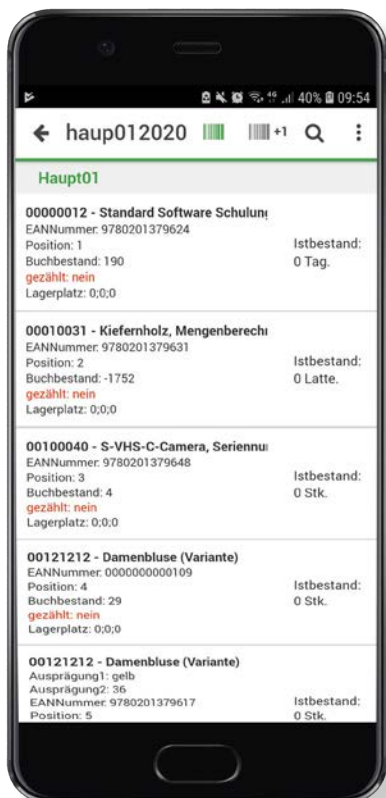 40% 09:54
haup012020 +1
Haupt01
00000012 - Standard Software Schulung
EANNummer: 9780201379624
Position: 1
Buchbestand: 190
gezählt: nein
Lagerplatz: 0;0;0
Istbestand:
0 Tag.
00010031 - Kiefernholz, Mengenberech
EANNummer: 9780201379631
Position: 2
Buchbestand: -1752
gezählt: nein
Lagerplatz: 0;0;0
Istbestand:
0 Latte.
00100040 - S-VHS-C-Camera, Seriennu
EANNummer: 9780201379648
Position: 3
Buchbestand: 4
gezählt: nein
Lagerplatz: 0;0;0
Istbestand:
0 Stk.
00121212 - Damenbluse (Variante)
EANNummer: 0000000000109
Position: 4
Buchbestand: 29
gezählt: nein
Lagerplatz: 0;0;0
Istbestand:
0 Stk.
00121212 - Damenbluse (Variante)
Ausprägung1: gelb
Ausprägung2: 36
EANNummer: 9780201379617
Position: 5
Istbestand:
0 Stk.